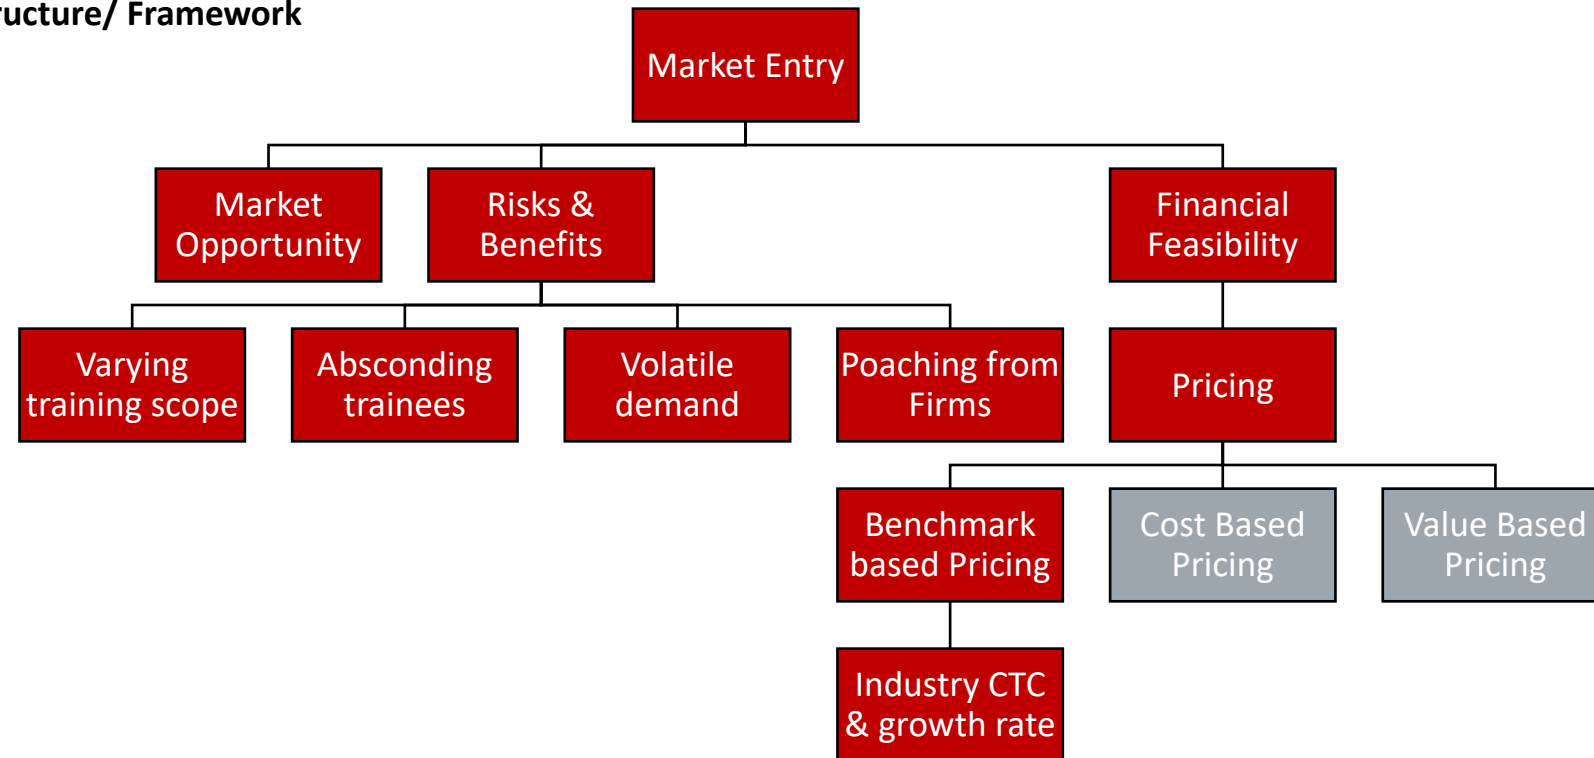 ructure/ Framework
Market Entry
Market
Opportunity
Risks &
Benefits
Financial
Feasibility
Varying
training scope
Absconding
trainees
Volatile
demand
Poaching from
Firms
Pricing
Benchmark
based Pricing
Cost Based
Pricing
Value Based
Pricing
Industry CTC
& growth rate